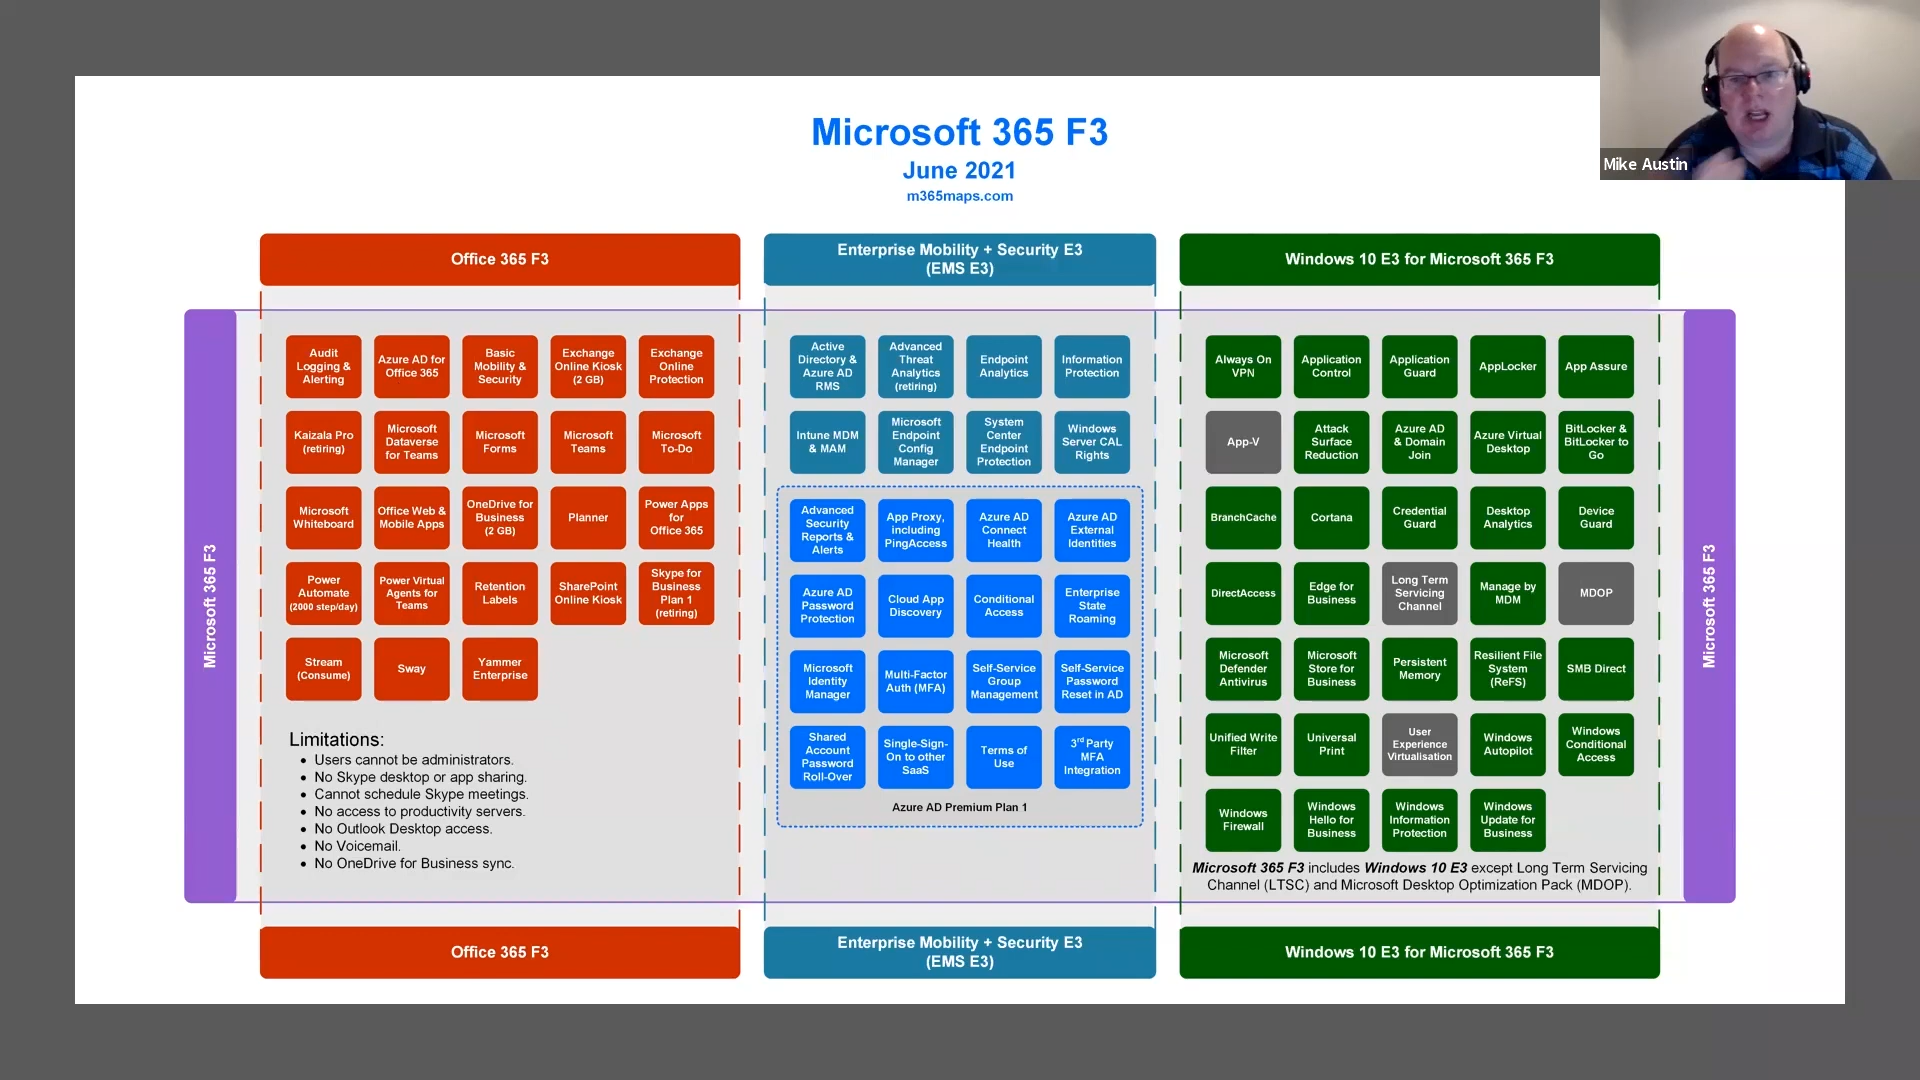 Microsoft 365 F3
June 2021
m365maps.com
Mike Austin
Office 365 F3
Enterprise Mobility + Security E3
(EMS E3)
Windows 10 E3 for Microsoft 365 F3
Microsoft 365 F3
Audit
Logging &
Alerting
Azure AD for
Office 365
Basic
Mobility &
Security
Exchange
Online Kiosk
(2 GB)
Exchange
Online
Protection
Kaizala Pro
(retiring)
Microsoft
Dataverse
for Teams
Microsoft
Forms
Microsoft
Teams
Microsoft
To-Do
Microsoft
Whiteboard
Office Web &
Mobile Apps
OneDrive for
Business
(2 GB)
Planner
Power Apps
for
Office 365
Power
Automate
(2000 step/day)
Power Virtual
Agents for
Teams
Retention
Labels
SharePoint
Online Kiosk
Skype for
Business
Plan 1
(retiring)
Stream
(Consume)
Sway
Yammer
Enterprise
Limitations:
• Users cannot be administrators.
• No Skype desktop or app sharing.
• Cannot schedule Skype meetings.
• No access to productivity servers.
• No Outlook Desktop access.
• No Voicemail.
• No OneDrive for Business sync.
Active
Directory &
Azure AD
RMS
Advanced
Threat
Analytics
(retiring)
Endpoint
Analytics
Information
Protection
Intune MDM
& MAM
Microsoft
Endpoint
Config
Manager
System
Center
Endpoint
Protection
Windows
Server CAL
Rights
Advanced
Security
Reports &
Alerts
App Proxy,
including
PingAccess
Azure AD
Connect
Health
Azure AD
External
Identities
Azure AD
Password
Protection
Cloud App
Discovery
Conditional
Access
Enterprise
State
Roaming
Microsoft
Identity
Manager
Multi-Factor
Auth (MFA)
Self-Service
Group
Management
Self-Service
Password
Reset in AD
Shared
Account
Password
Roll-Over
Single-Sign-
On to other
SaaS
Terms of
Use
3rd Party
MFA
Integration
Azure AD Premium Plan 1
Always On
VPN
Application
Control
Application
Guard
AppLocker
App Assure
App-V
Attack
Surface
Reduction
Azure AD
& Domain
Join
Azure Virtual
Desktop
BitLocker &
BitLocker to
Go
BranchCache
Cortana
Credential
Guard
Desktop
Analytics
Device
Guard
DirectAccess
Edge for
Business
Long Term
Servicing
Channel
Manage by
MDM
MDOP
Microsoft
Defender
Antivirus
Microsoft
Store for
Business
Persistent
Memory
Resilient File
System
(ReFS)
SMB Direct
Unified Write
Filter
Universal
Print
User
Experience
Virtualisation
Windows
Autopilot
Windows
Conditional
Access
Windows
Firewall
Windows
Hello for
Business
Windows
Information
Protection
Windows
Update for
Business
Microsoft 365 F3 includes Windows 10 E3 except Long Term Servicing
Channel (LTSC) and Microsoft Desktop Optimization Pack (MDOP).
Microsoft 365 F3
Office 365 F3
Enterprise Mobility + Security E3
(EMS E3)
Windows 10 E3 for Microsoft 365 F3